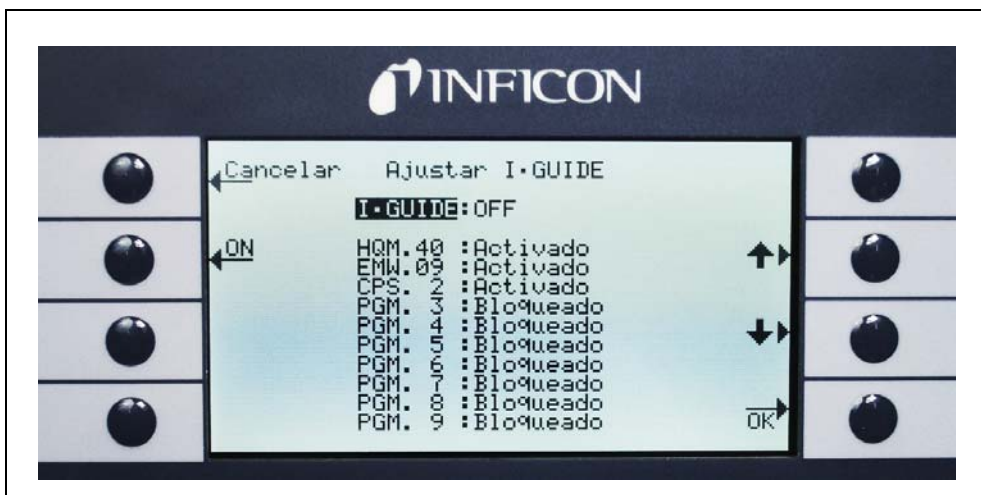 INFICON
Cancelar Ajustar I•GUIDE
I•GUIDE:OFF
ON
HQM.40 :Activado
EMW.09 :Activado
CPS. 2 :Activado
PGM. 3 :Bloqueado
PGM. 4 :Bloqueado
PGM. 5 :Bloqueado
PGM. 6 :Bloqueado
PGM. 7 :Bloqueado
PGM. 8 :Bloqueado
PGM. 9 :Bloqueado
OK